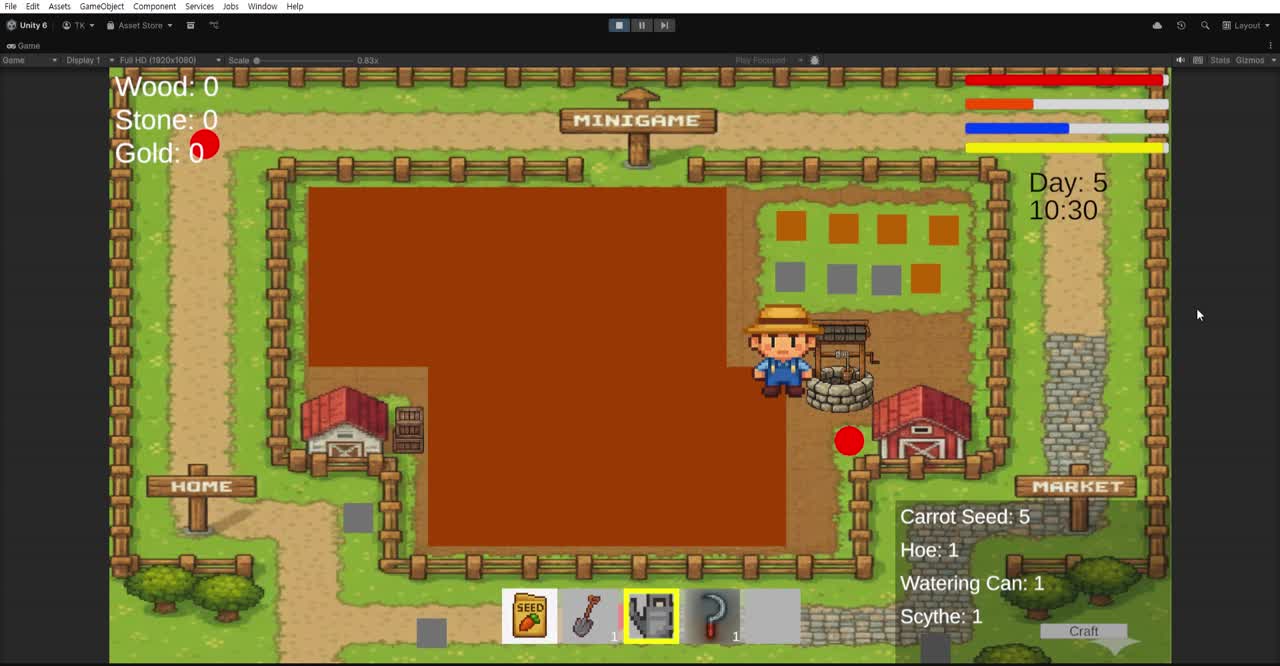 File Edit Assets GameObject Component Services Jobs Window Help
Unity 6 TK Asset Store Layout
Game
Game Display 1 Full HD (1920x1080) Scale 0.83x Play Focused Stats Gizmos
Wood: 0
Stone: 0
Gold: 0
MINIGAME
Day: 5
10:30
HOME
MARKET
Carrot Seed: 5
Hoe: 1
Watering Can: 1
Scythe: 1
Craft
SEED
1
1